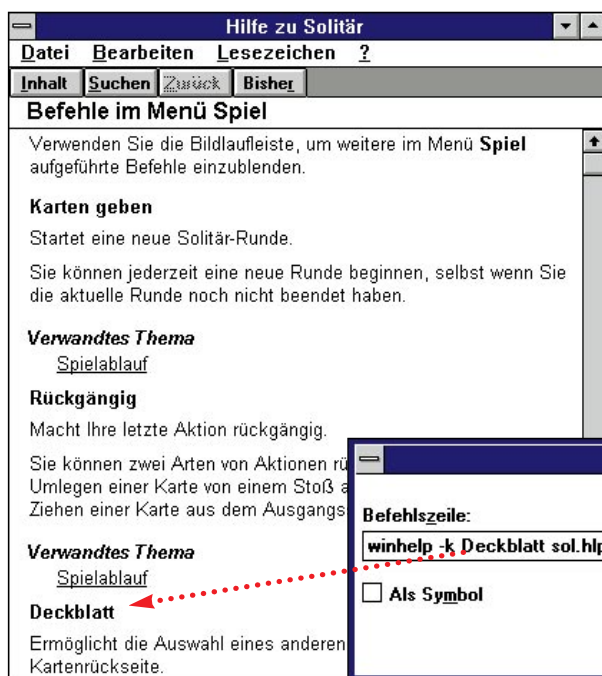 Hilfe zu Solitär
Datei Bearbeiten Lesezeichen ?
Inhalt Suchen Zurück Bisher
Befehle im Menü Spiel
Verwenden Sie die Bildlaufleiste, um weitere im Menü Spiel
aufgeführte Befehle einzublenden.
Karten geben
Startet eine neue Solitär-Runde.
Sie können jederzeit eine neue Runde beginnen, selbst wenn Sie
die aktuelle Runde noch nicht beendet haben.
Verwandtes Thema
Spielablauf
Rückgängig
Macht Ihre letzte Aktion rückgängig.
Sie können zwei Arten von Aktionen rü
Umlegen einer Karte von einem Stoß a
Ziehen einer Karte aus dem Ausgangs
Verwandtes Thema
Spielablauf
Deckblatt
Ermöglicht die Auswahl eines anderen
Kartenrückseite.
Befehlszeile:
winhelp -k Deckblatt sol.hlp
Als Symbol